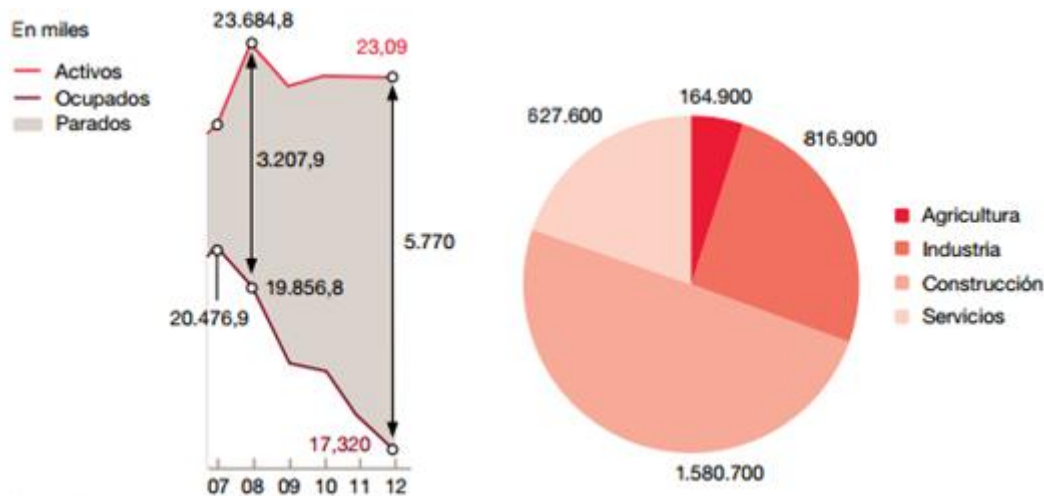 En miles
Activos
Ocupados
Parados
23.684,8
23,09
3.207,9
5.770
19.856,8
20.476,9
17,320
07 08 09 10 11 12
627.600
164.900
816.900
1.580.700
Agricultura
Industria
Construcción
Servicios